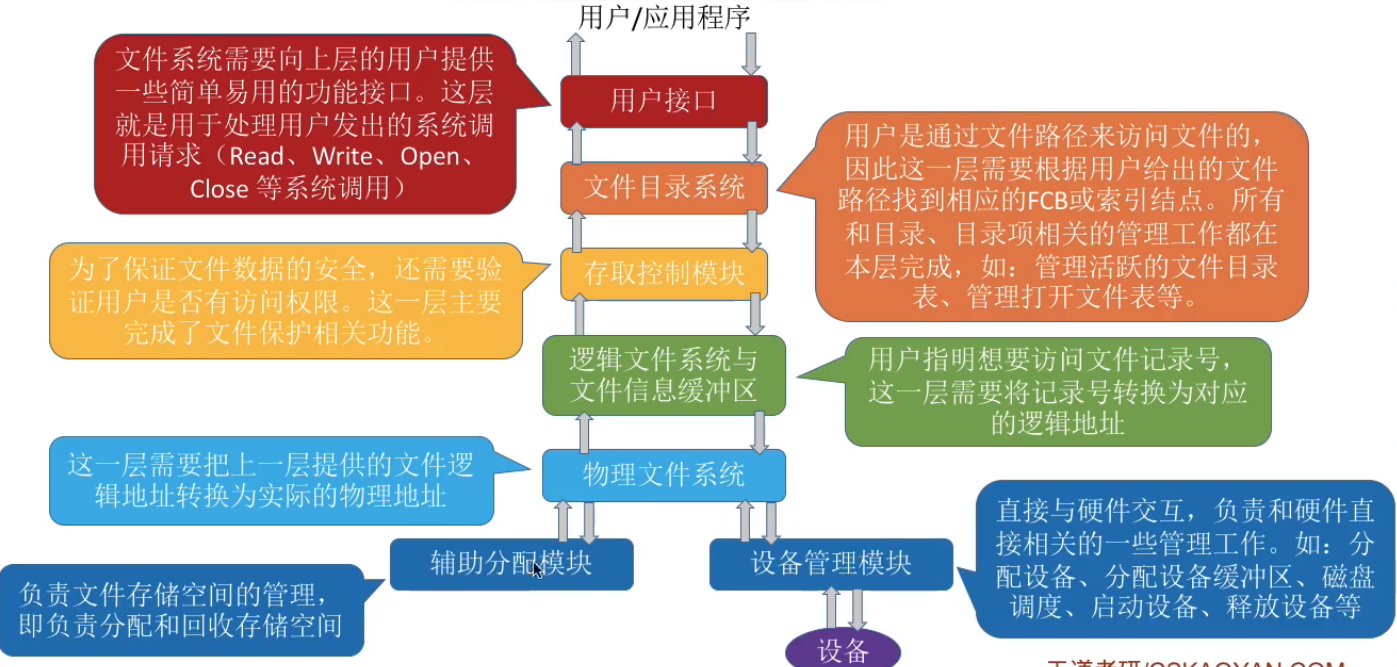 用户/应用程序
文件系统需要向上层的用户提供
一些简单易用的功能接口。这层
就是用于处理用户发出的系统调
用请求（Read、Write、Open、
Close 等系统调用）
用户接口
用户是通过文件路径来访问文件的，
因此这一层需要根据用户给出的文件
路径找到相应的FCB或索引结点。所有
和目录、目录项相关的管理工作都在
本层完成，如：管理活跃的文件目录
表、管理打开文件表等。
文件目录系统
为了保证文件数据的安全，还需要验
证用户是否有访问权限。这一层主要
完成了文件保护相关功能。
存取控制模块
逻辑文件系统与
文件信息缓冲区
用户指明想要访问文件记录号，
这一层需要将记录号转换为对应
的逻辑地址
这一层需要把上一层提供的文件逻
辑地址转换为实际的物理地址
物理文件系统
直接与硬件交互，负责和硬件直
接相关的一些管理工作。如：分
配设备、分配设备缓冲区、磁盘
调度、启动设备、释放设备等
辅助分配模块
设备管理模块
负责文件存储空间的管理，
即负责分配和回收存储空间
设备